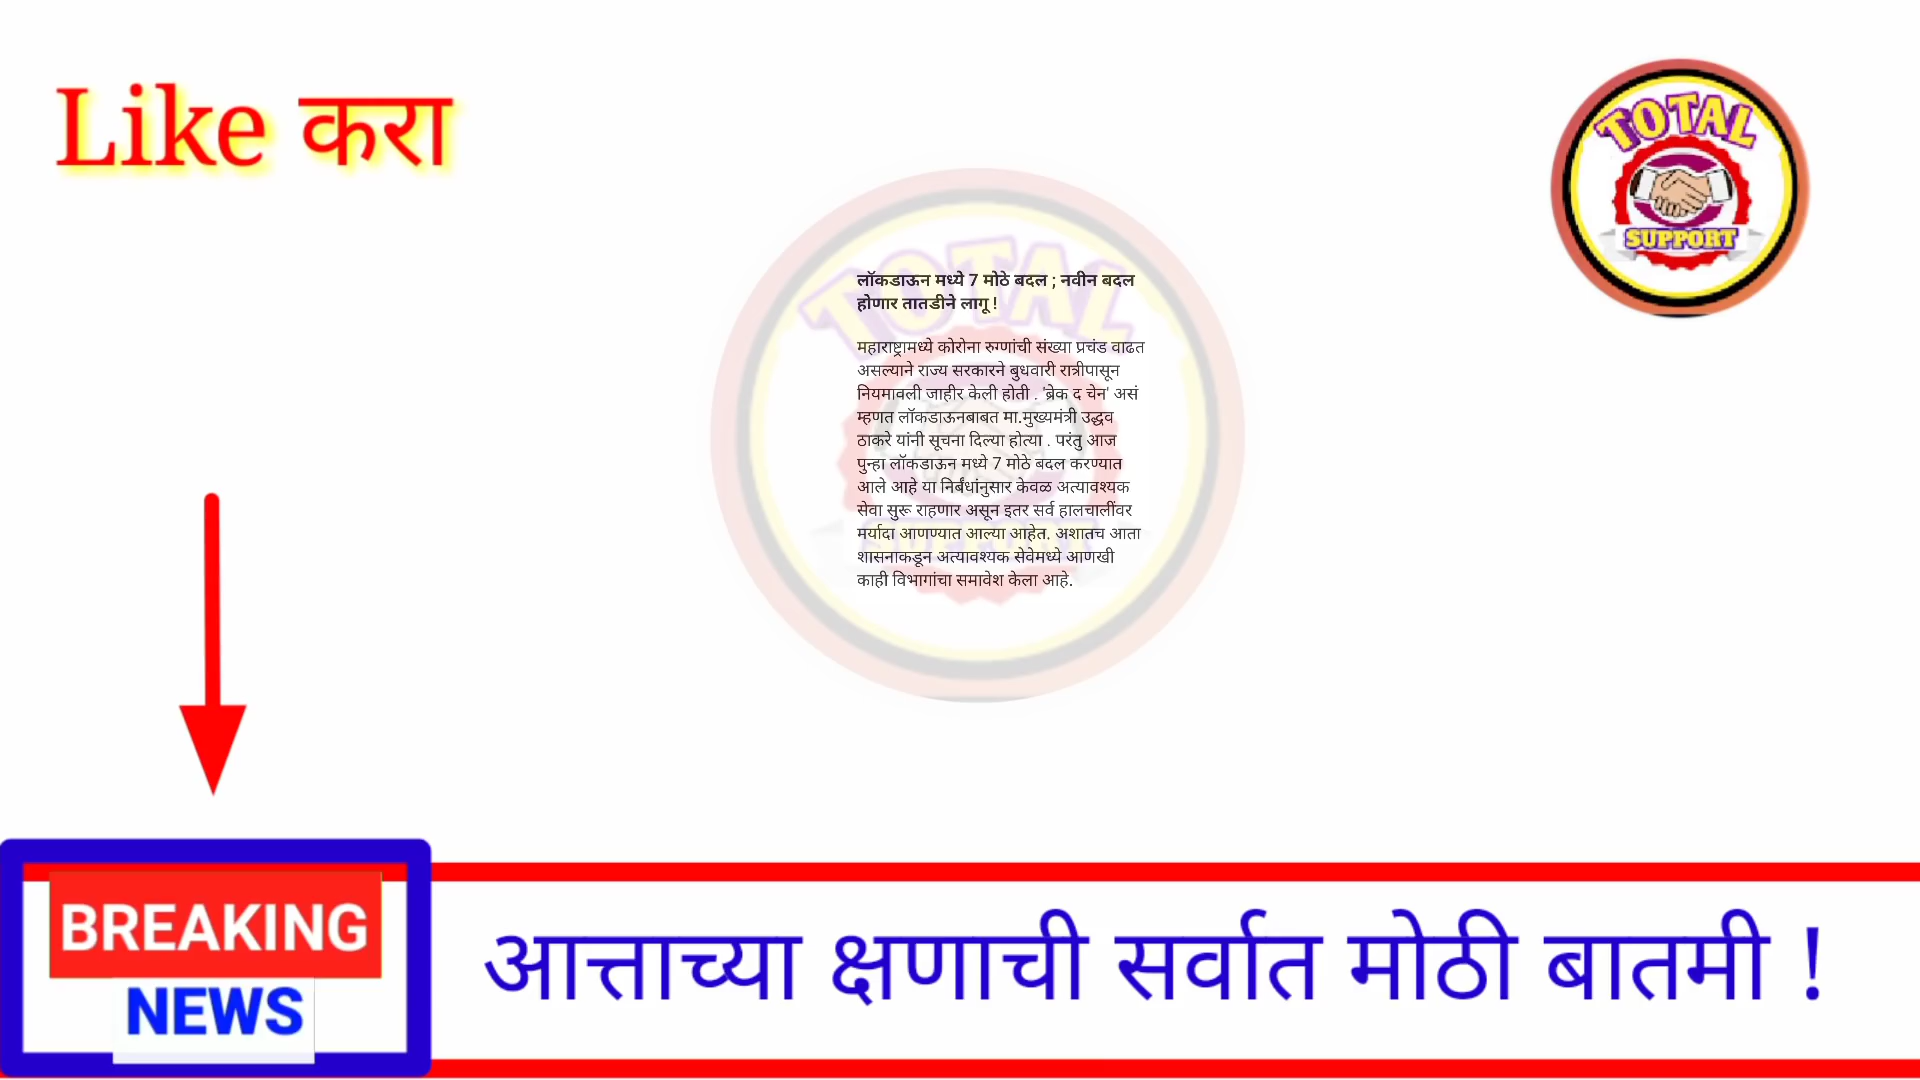 Like करा
TOTAL
SUPPORT
TOTAL
SUPPORT
लॉकडाऊन मध्ये 7 मोठे बदल ; नवीन बदल
होणार तातडीने लागू !
महाराष्ट्रामध्ये कोरोना रुग्णांची संख्या प्रचंड वाढत
असल्याने राज्य सरकारने बुधवारी रात्रीपासून
नियमावली जाहीर केली होती . 'ब्रेक द चेन' असं
म्हणत लॉकडाऊनबाबत मा.मुख्यमंत्री उद्धव
ठाकरे यांनी सूचना दिल्या होत्या . परंतु आज
पुन्हा लॉकडाऊन मध्ये 7 मोठे बदल करण्यात
आले आहे या निर्बंधांनुसार केवळ अत्यावश्यक
सेवा सुरू राहणार असून इतर सर्व हालचालींवर
मर्यादा आणण्यात आल्या आहेत. अशातच आता
शासनाकडून अत्यावश्यक सेवेमध्ये आणखी
काही विभागांचा समावेश केला आहे.
BREAKING
NEWS
आत्ताच्या क्षणाची सर्वात मोठी बातमी !